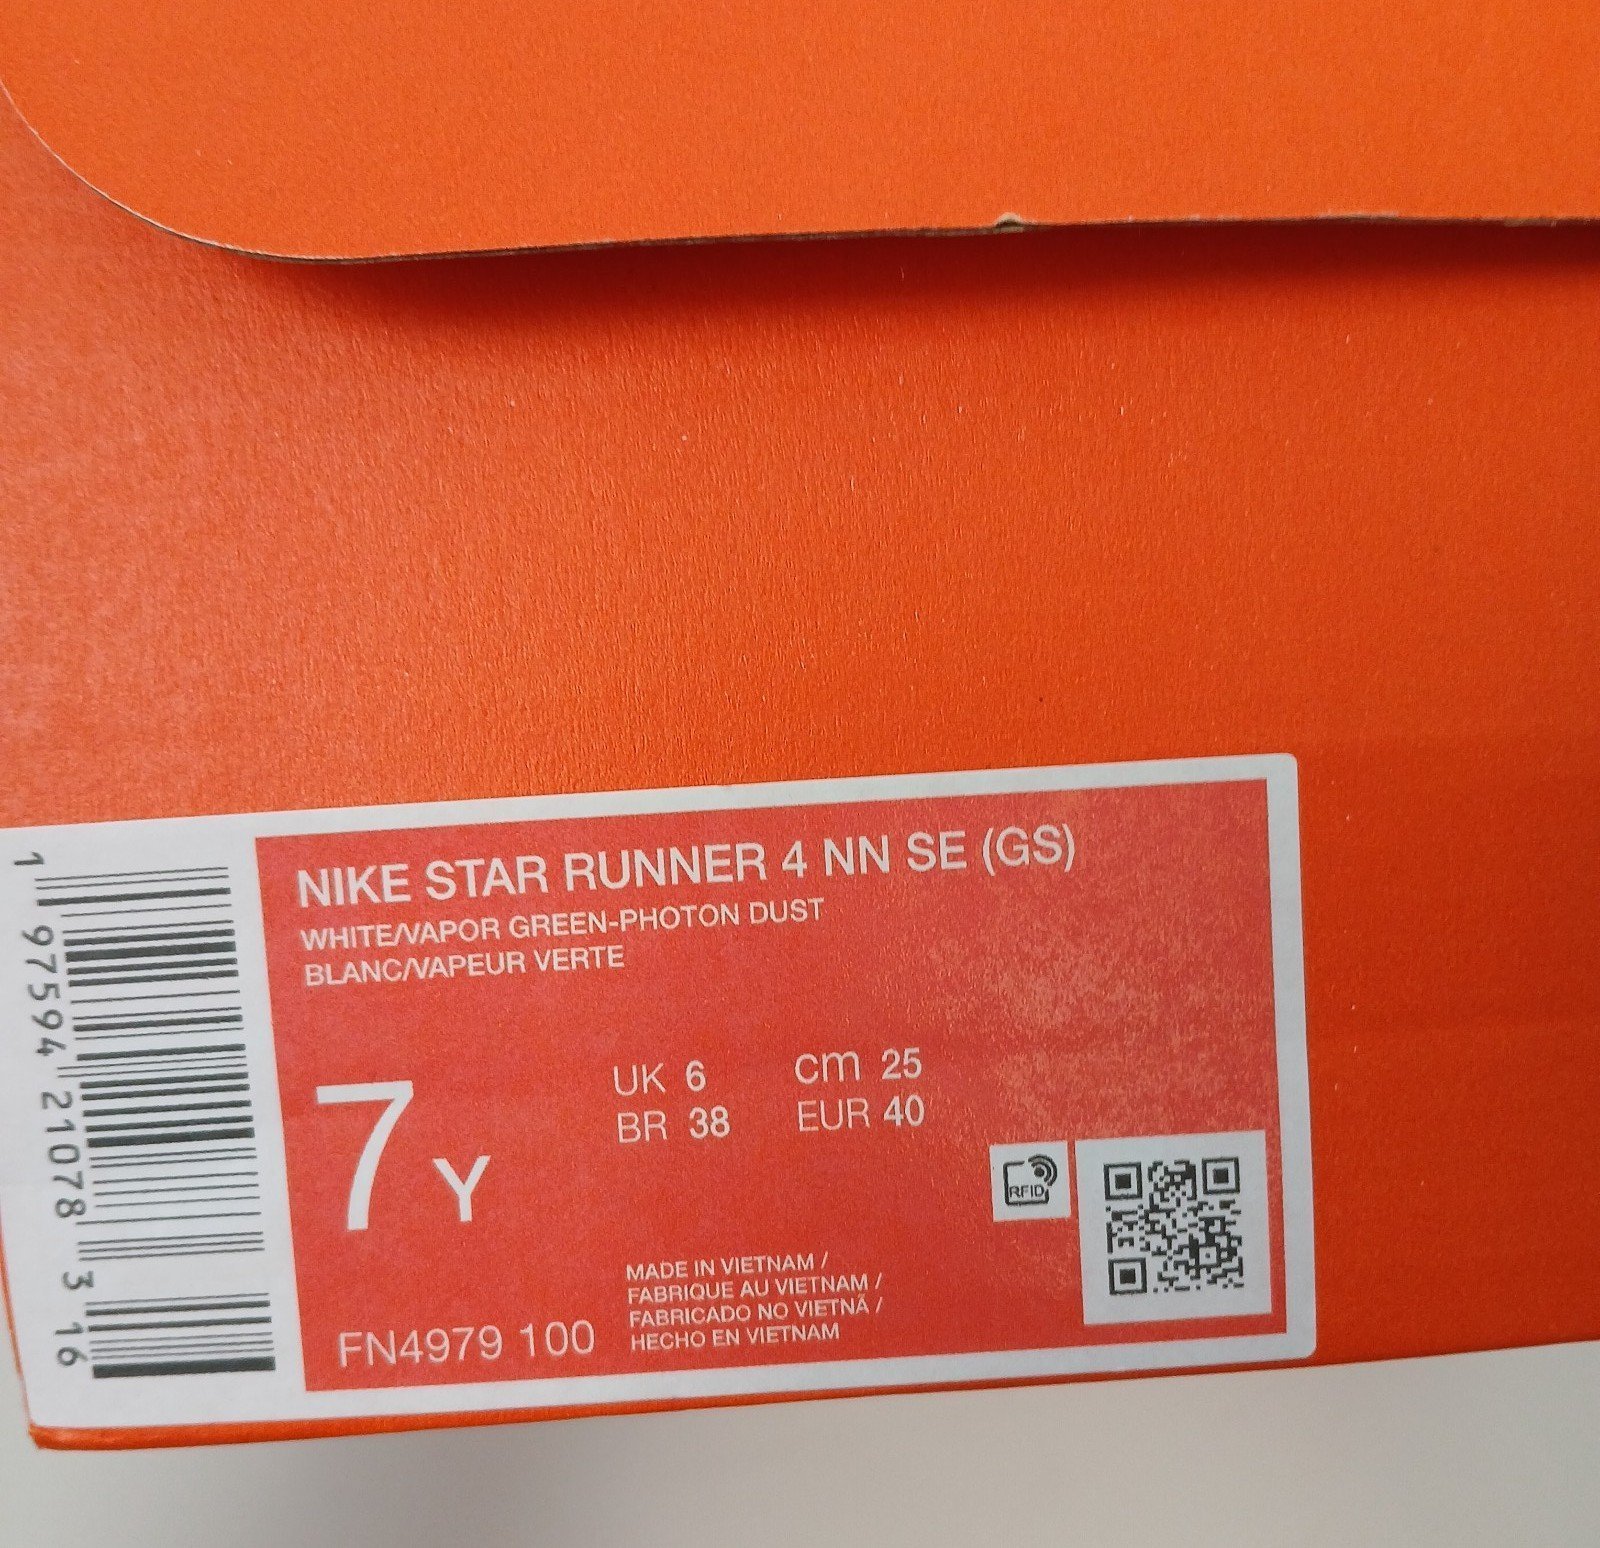 NIKE STAR RUNNER 4 NN SE (GS)
WHITE/VAPOR GREEN-PHOTON DUST
BLANC/VAPEUR VERTE
7 Y
UK 6 cm 25
BR 38 EUR 40
RFID
MADE IN VIETNAM /
FABRIQUE AU VIETNAM /
FABRICADO NO VIETNÃ /
HECHO EN VIETNAM
FN4979 100
1 97594 21078 3 16